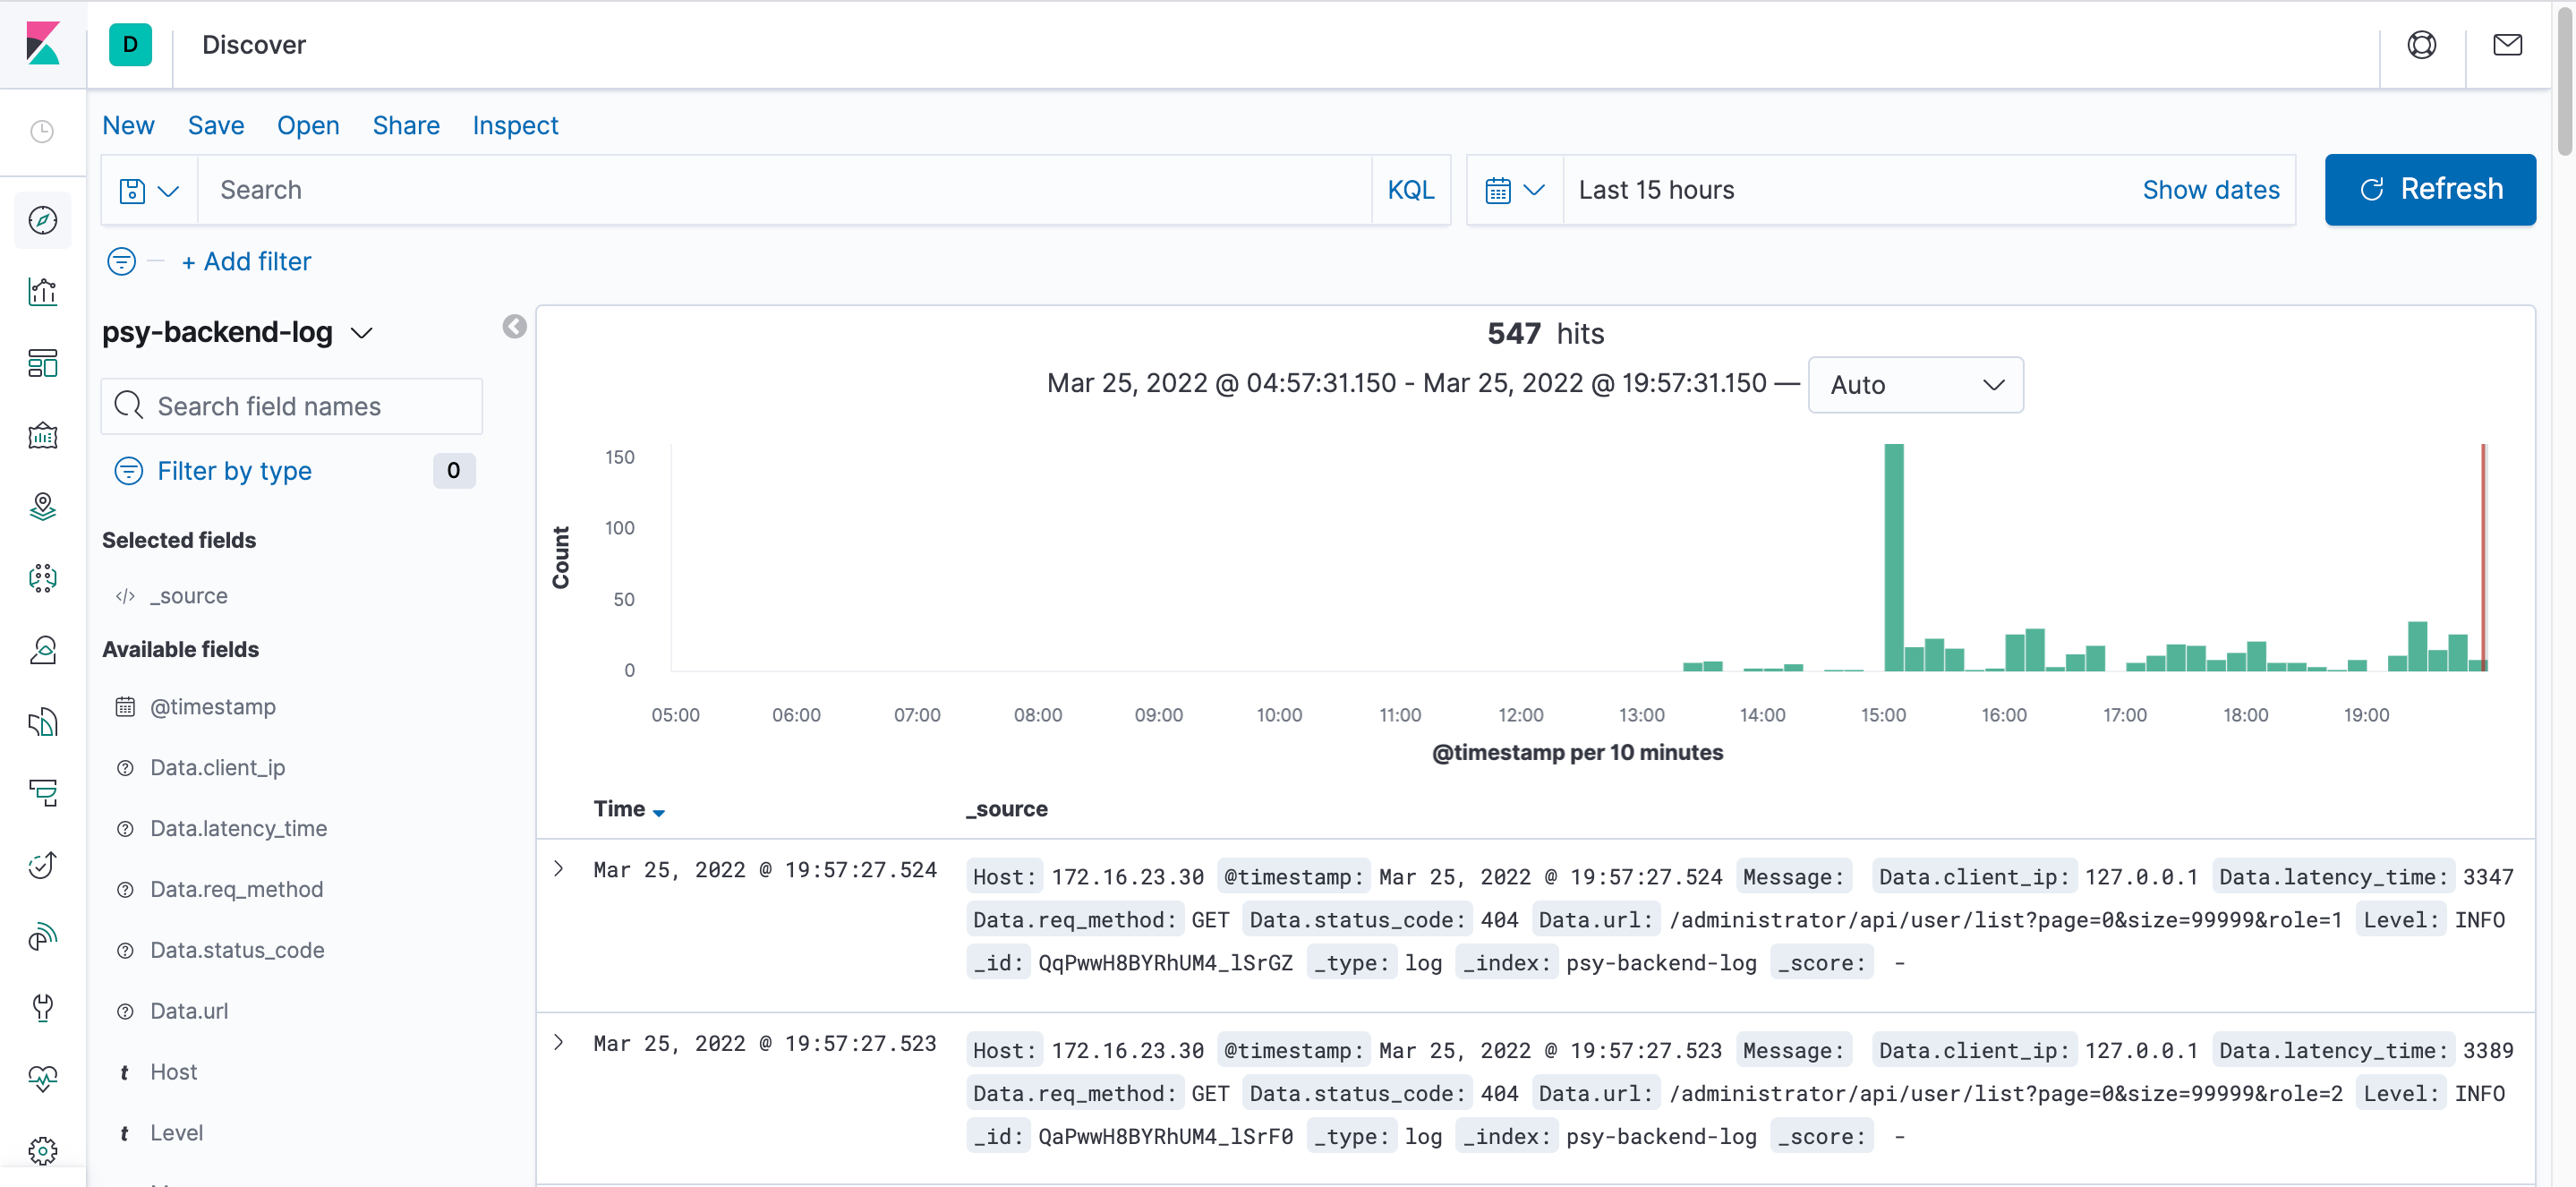 D Discover
New Save Open Share Inspect
Search KQL Last 15 hours Show dates Refresh
+ Add filter
psy-backend-log
Search field names
Filter by type 0
Selected fields
_source
Available fields
@timestamp
Data.client_ip
Data.latency_time
Data.req_method
Data.status_code
Data.url
Host
Level
547 hits
Mar 25, 2022 @ 04:57:31.150 - Mar 25, 2022 @ 19:57:31.150 — Auto
Count
150
100
50
0
05:00 06:00 07:00 08:00 09:00 10:00 11:00 12:00 13:00 14:00 15:00 16:00 17:00 18:00 19:00
@timestamp per 10 minutes
Time _source
Mar 25, 2022 @ 19:57:27.524 Host: 172.16.23.30 @timestamp: Mar 25, 2022 @ 19:57:27.524 Message: Data.client_ip: 127.0.0.1 Data.latency_time: 3347
Data.req_method: GET Data.status_code: 404 Data.url: /administrator/api/user/list?page=0&size=99999&role=1 Level: INFO
_id: QqPwwH8BYRhUM4_lSrGZ _type: log _index: psy-backend-log _score: -
Mar 25, 2022 @ 19:57:27.523 Host: 172.16.23.30 @timestamp: Mar 25, 2022 @ 19:57:27.523 Message: Data.client_ip: 127.0.0.1 Data.latency_time: 3389
Data.req_method: GET Data.status_code: 404 Data.url: /administrator/api/user/list?page=0&size=99999&role=2 Level: INFO
_id: QaPwwH8BYRhUM4_lSrF0 _type: log _index: psy-backend-log _score: -